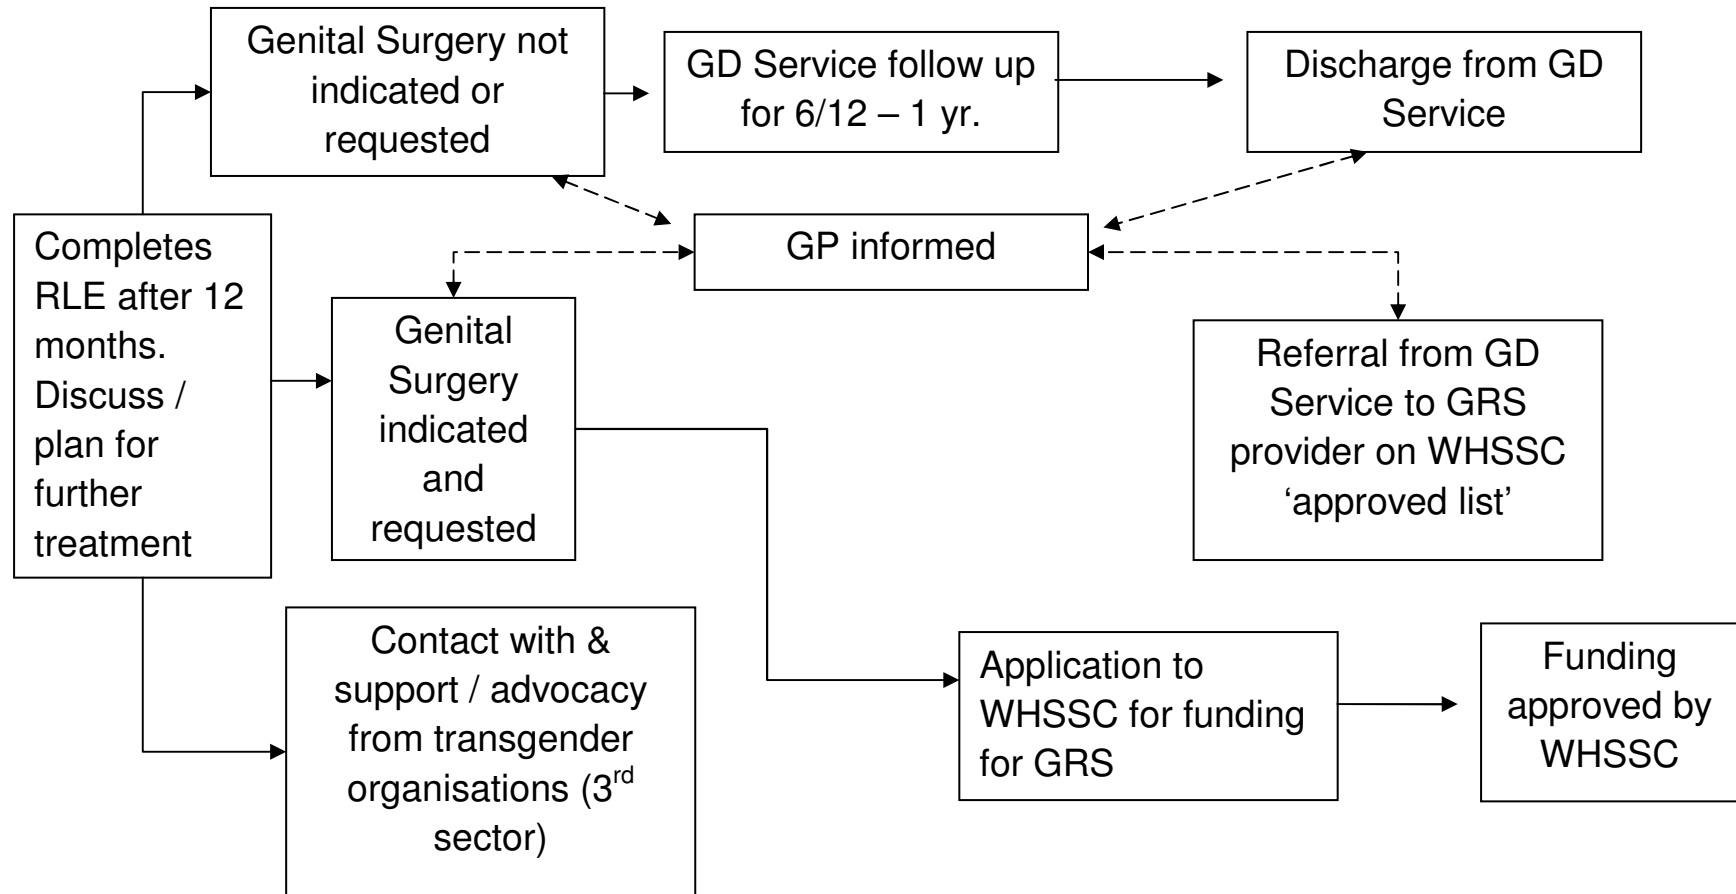 Genital Surgery not
indicated or
requested
GD Service follow up
for 6/12 – 1 yr.
Discharge from GD
Service
Completes
RLE after 12
months.
Discuss /
plan for
further
treatment
GP informed
Genital
Surgery
indicated
and
requested
Referral from GD
Service to GRS
provider on WHSSC
‘approved list’
Contact with &
support / advocacy
from transgender
organisations (3rd
sector)
Application to
WHSSC for funding
for GRS
Funding
approved by
WHSSC